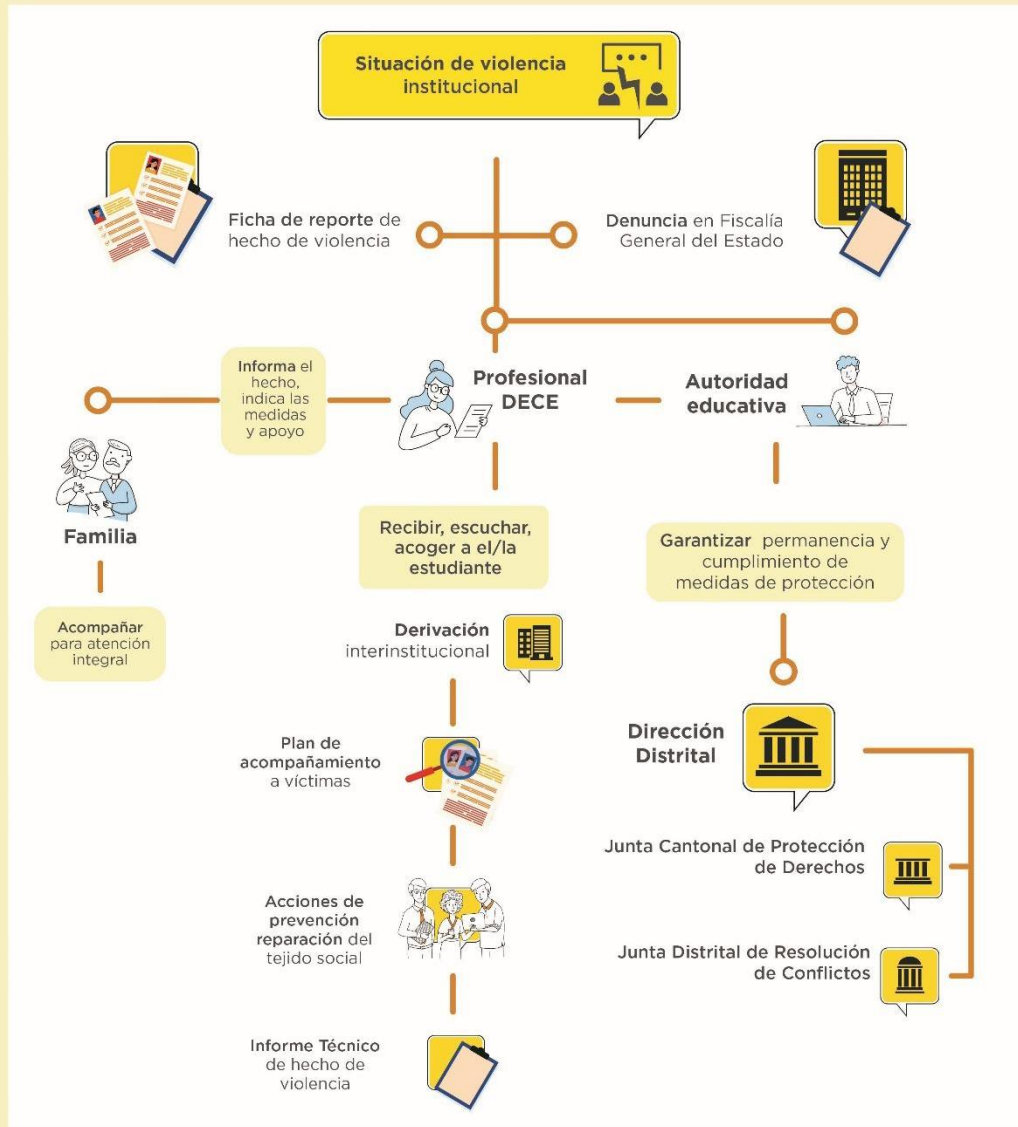 Situación de violencia
institucional
Ficha de reporte de
hecho de violencia
Denuncia en Fiscalía
General del Estado
Informa el
hecho,
indica las
medidas
y apoyo
Profesional
DECE
Autoridad
educativa
Familia
Recibir, escuchar,
acoger a el/la
estudiante
Garantizar permanencia y
cumplimiento de
medidas de protección
Acompañar
para atención
integral
Derivación
interinstitucional
Plan de
acompañamiento
a víctimas
Dirección
Distrital
Junta Cantonal de Protección
de Derechos
Acciones de
prevención
reparación del
tejido social
Junta Distrital de Resolución
de Conflictos
Informe Técnico
de hecho de
violencia